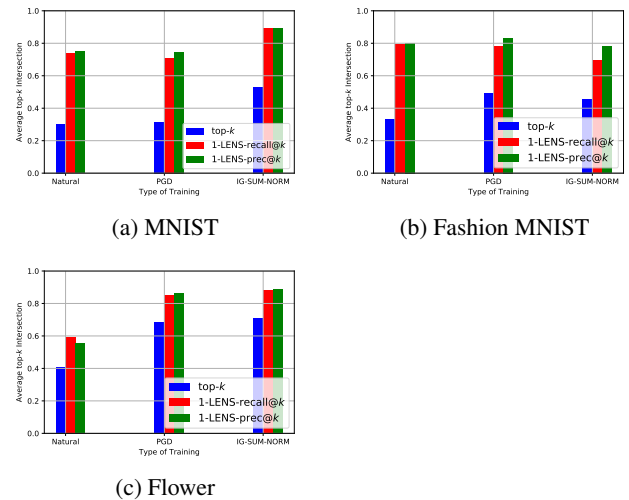 1.0
0.8
0.6
0.4
0.2
0.0
Average top-k Intersection
top-k
1-LENS-recall@k
1-LENS-prec@k
Natural
PGD
IG-SUM-NORM
Type of Training
(a) MNIST
1.0
0.8
0.6
0.4
0.2
0.0
Average top-k Intersection
top-k
1-LENS-recall@k
1-LENS-prec@k
Natural
PGD
IG-SUM-NORM
Type of Training
(b) Fashion MNIST
1.0
0.8
0.6
0.4
0.2
0.0
Average top-k Intersection
top-k
1-LENS-recall@k
1-LENS-prec@k
Natural
PGD
IG-SUM-NORM
Type of Training
(c) Flower